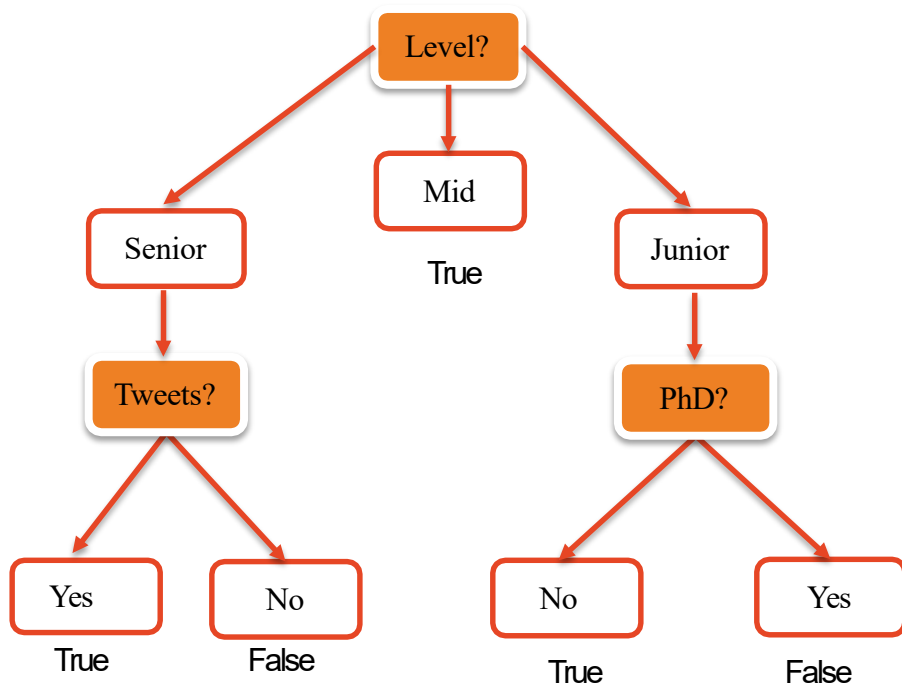 Level?
Mid
Senior
Junior
True
Tweets?
PhD?
Yes
No
No
Yes
True
False
True
False